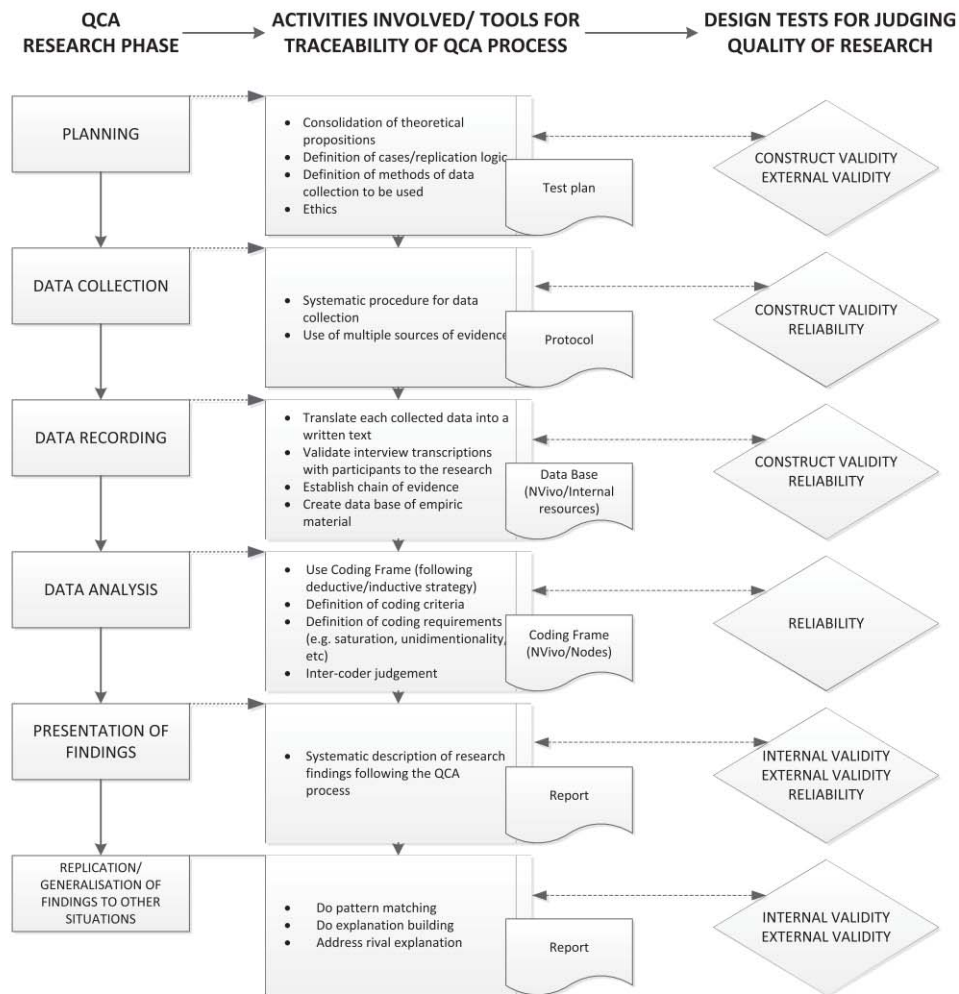 QCA
RESEARCH PHASE
ACTIVITIES INVOLVED/ TOOLS FOR
TRACEABILITY OF QCA PROCESS
DESIGN TESTS FOR JUDGING
QUALITY OF RESEARCH
PLANNING
• Consolidation of theoretical
propositions
• Definition of cases/replication logic
• Definition of methods of data
collection to be used
• Ethics
Test plan
CONSTRUCT VALIDITY
EXTERNAL VALIDITY
DATA COLLECTION
• Systematic procedure for data
collection
• Use of multiple sources of evidence
Protocol
CONSTRUCT VALIDITY
RELIABILITY
DATA RECORDING
• Translate each collected data into a
written text
• Validate interview transcriptions
with participants to the research
• Establish chain of evidence
• Create data base of empiric
material
Data Base
(NVivo/Internal
resources)
CONSTRUCT VALIDITY
RELIABILITY
DATA ANALYSIS
• Use Coding Frame (following
deductive/inductive strategy)
• Definition of coding criteria
• Definition of coding requirements
(e.g. saturation, unidimentionality,
etc)
• Inter-coder judgement
Coding Frame
(NVivo/Nodes)
RELIABILITY
PRESENTATION OF
FINDINGS
• Systematic description of research
findings following the QCA
process
Report
INTERNAL VALIDITY
EXTERNAL VALIDITY
RELIABILITY
REPLICATION/
GENERALISATION OF
FINDINGS TO OTHER
SITUATIONS
• Do pattern matching
• Do explanation building
• Address rival explanation
Report
INTERNAL VALIDITY
EXTERNAL VALIDITY